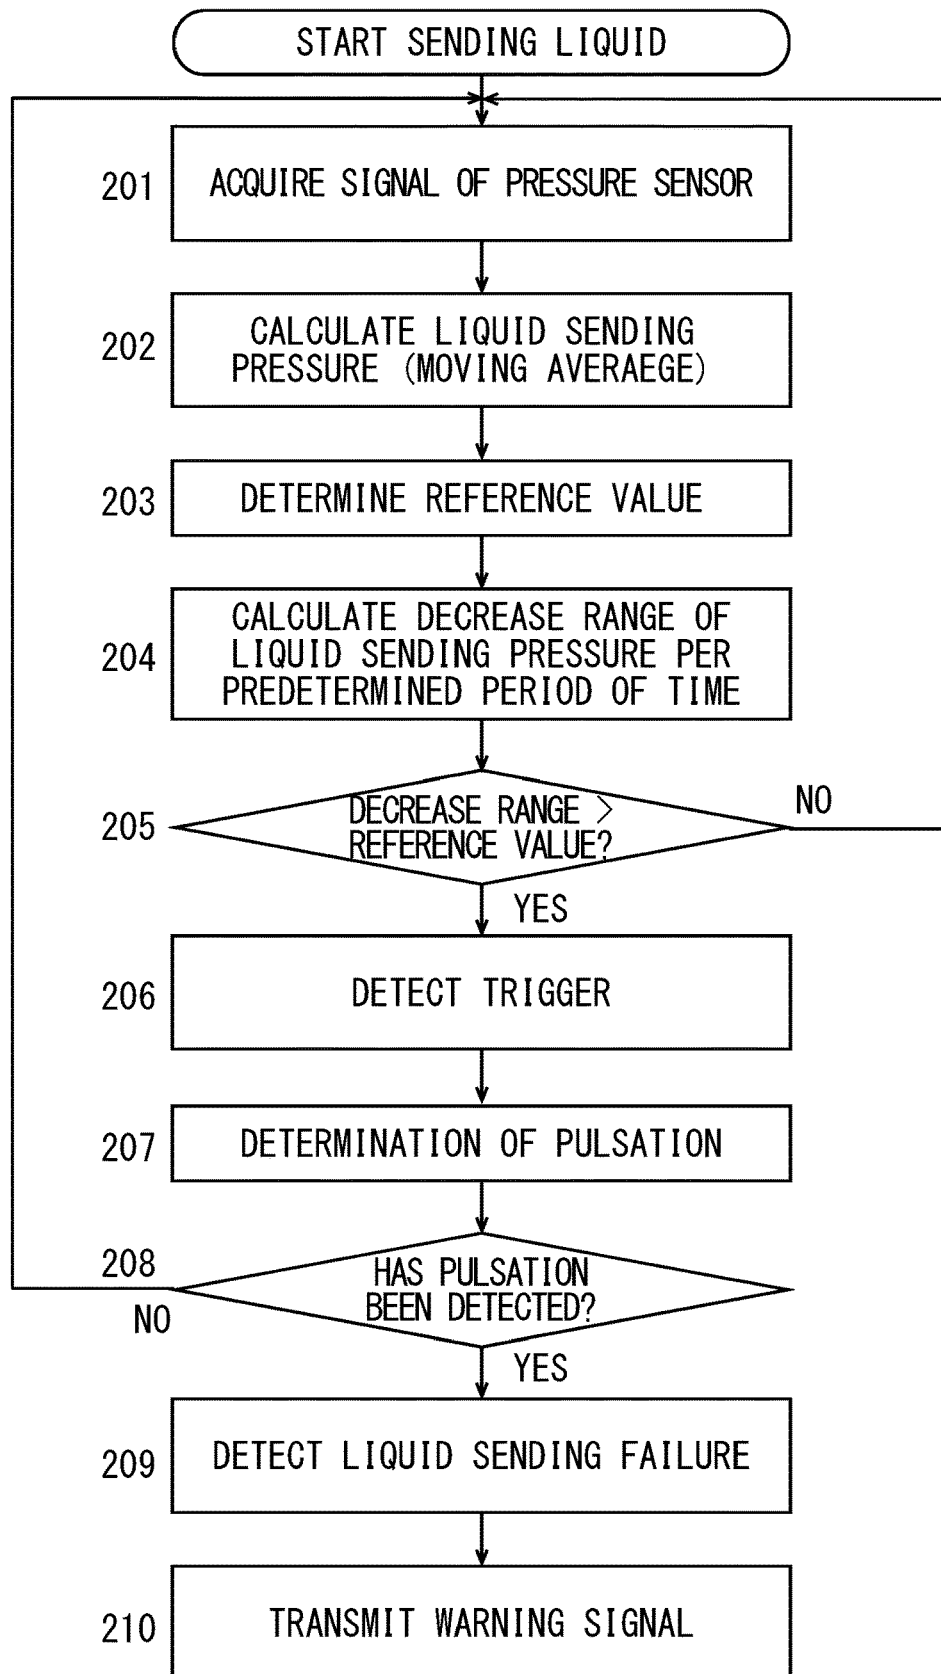 START SENDING LIQUID
201
ACQUIRE SIGNAL OF PRESSURE SENSOR
202
CALCULATE LIQUID SENDING
PRESSURE (MOVING AVERAEGE)
203
DETERMINE REFERENCE VALUE
204
CALCULATE DECREASE RANGE OF
LIQUID SENDING PRESSURE PER
PREDETERMINED PERIOD OF TIME
205
DECREASE RANGE >
REFERENCE VALUE?
NO
YES
206
DETECT TRIGGER
207
DETERMINATION OF PULSATION
208
HAS PULSATION
BEEN DETECTED?
NO
YES
209
DETECT LIQUID SENDING FAILURE
210
TRANSMIT WARNING SIGNAL